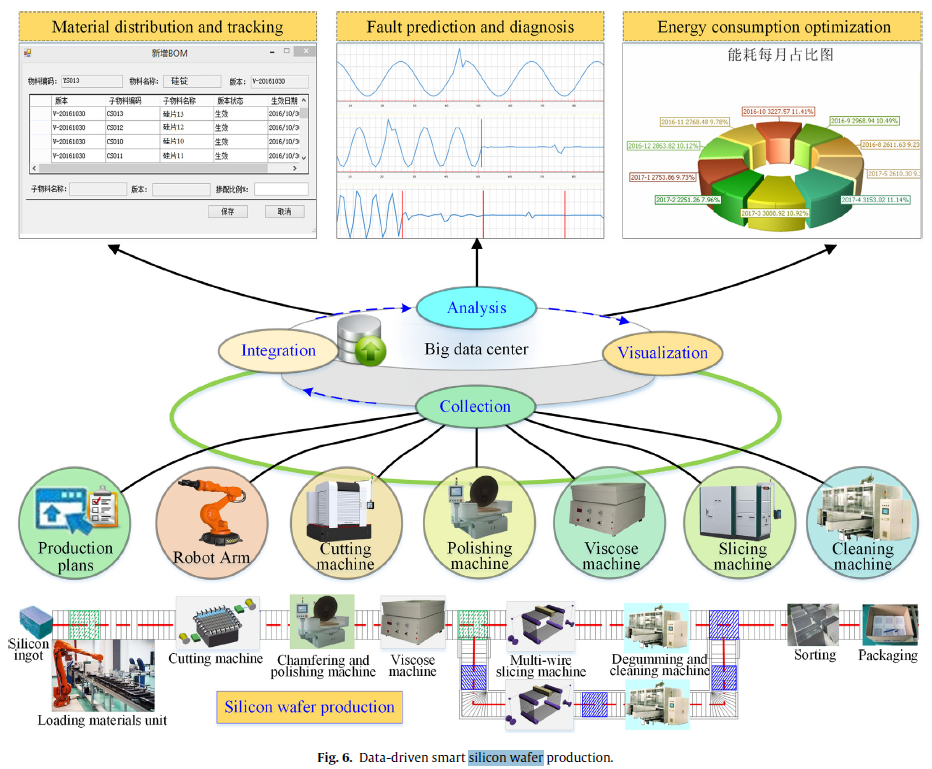 Material distribution and tracking
Fault prediction and diagnosis
Energy consumption optimization
新增BOM
物料编码: YS013 物料名称: 硅锭 版本: V-20161030
版本 子物料编码 子物料名称 版本状态 生效日期
V-20161030 CS013 硅片13 生效 2016/10/3
V-20161030 CS012 硅片12 生效 2016/10/3
V-20161030 CS010 硅片10 生效 2016/10/3
V-20161030 CS011 硅片11 生效 2016/10/3
子物料名称: 版本: 掺配比例%:
保存 取消
能耗每月占比图
2016-10 3227.57 11.41%
2016-11 2768.48 9.78%
2016-9 2968.94 10.49%
2016-12 2863.82 10.12%
2016-8 2611.63 9.23
2017-1 2753.86 9.73%
2017-5 2610.30 9.
2017-2 2251.26 7.96%
2017-4 3153.02 11.14%
2017-3 3088.92 10.92%
Analysis
Integration
Big data center
Visualization
Collection
Production
plans
Robot Arm
Cutting
machine
Polishing
machine
Viscose
machine
Slicing
machine
Cleaning
machine
Silicon
ingot
Loading materials unit
Cutting machine
Chamfering and
polishing machine
Viscose
machine
Multi-wire
slicing machine
Degumming and
cleaning machine
Sorting
Packaging
Silicon wafer production
Fig. 6. Data-driven smart silicon wafer production.